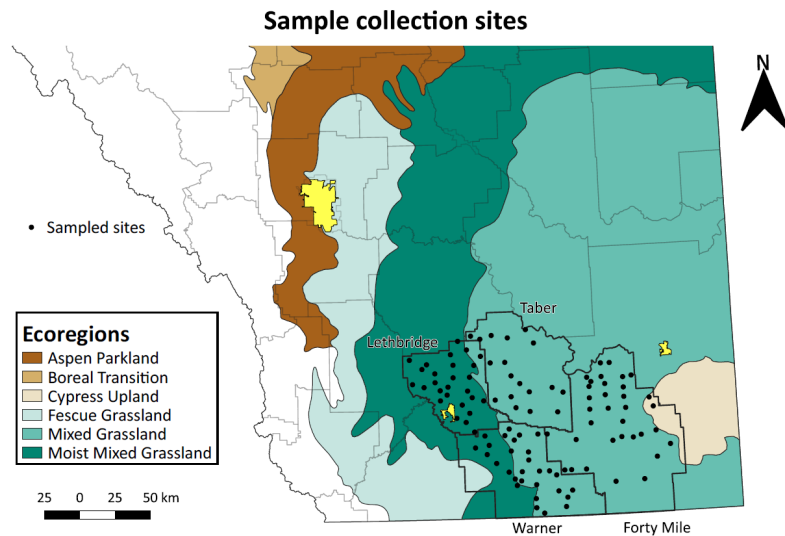 Sample collection sites
N
Sampled sites
Taber
Lethbridge
Ecoregions
Aspen Parkland
Boreal Transition
Cypress Upland
Fescue Grassland
Mixed Grassland
Moist Mixed Grassland
25 0 25 50 km
Warner Forty Mile